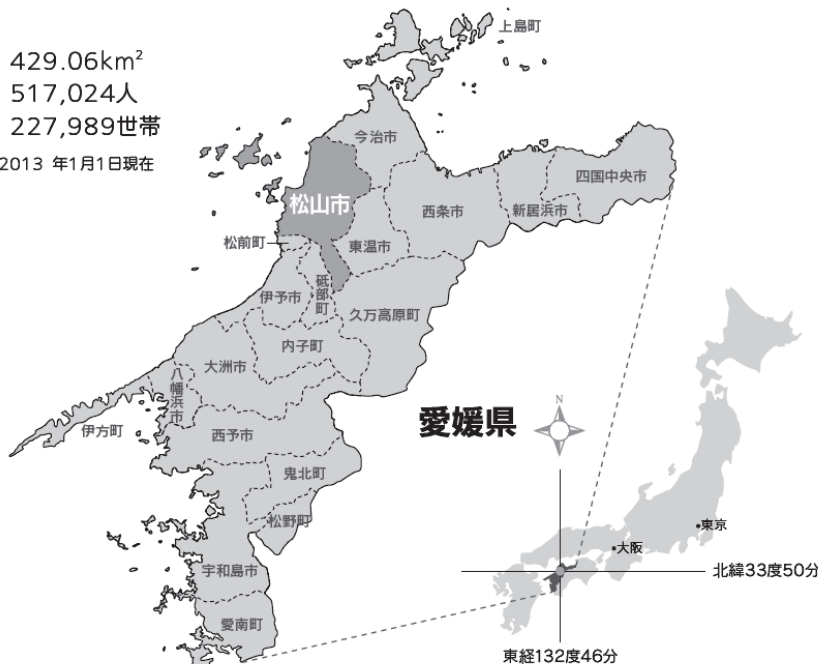 429.06km²
517,024人
227,989世帯
2013 年1月1日現在
上島町
今治市
四国中央市
松山市
西条市
新居浜市
松前町
東温市
伊予市
砥部町
久万高原町
内子町
大洲市
八幡浜市
伊方町
西予市
愛媛県
N
鬼北町
松野町
宇和島市
愛南町
東京
大阪
北緯33度50分
東経132度46分